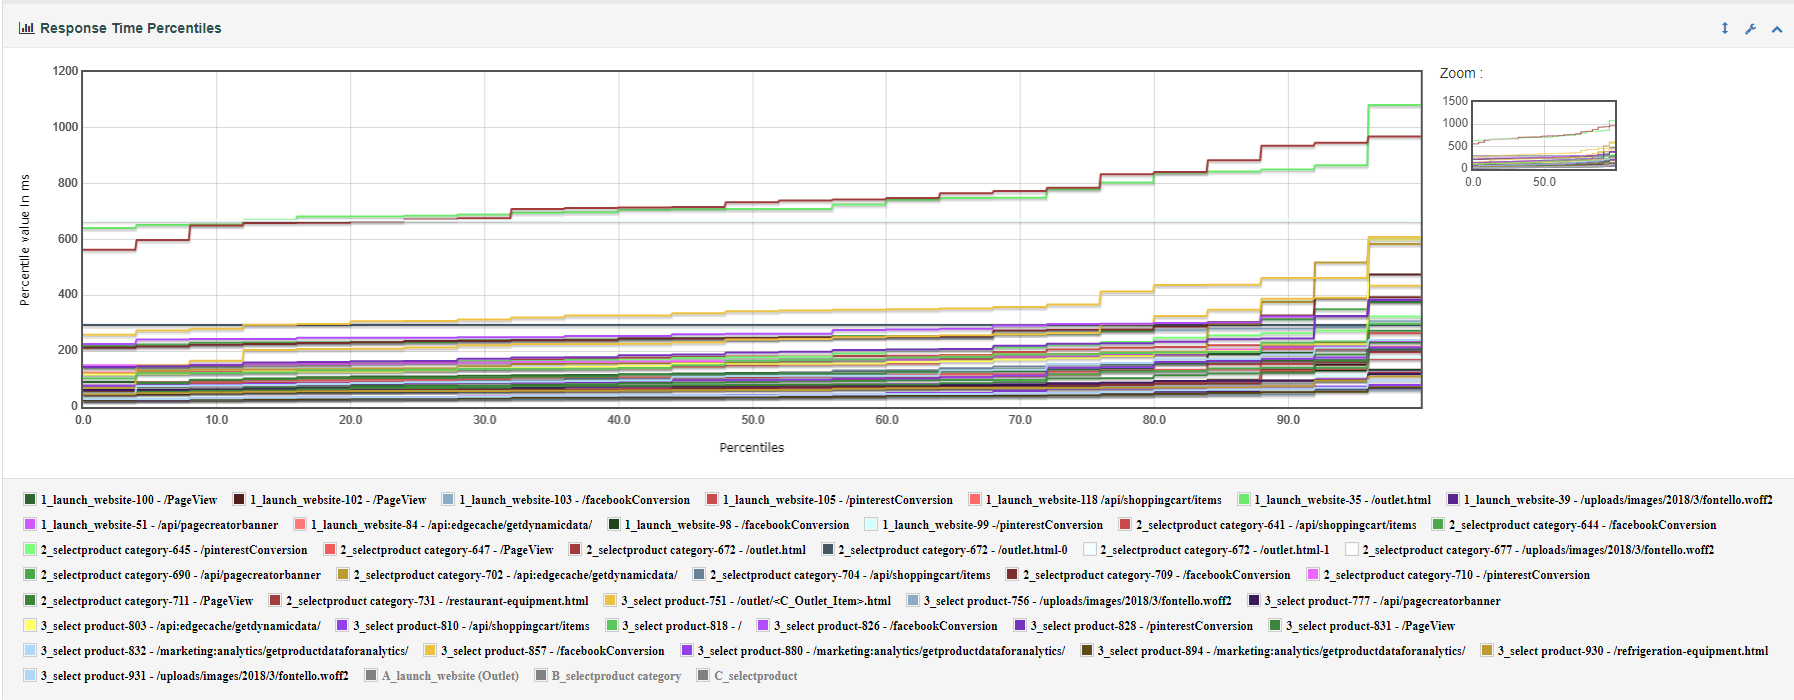 Response Time Percentiles
Zoom :
1200
1000
800
600
400
200
0
Percentile value in ms
0.0 10.0 20.0 30.0 40.0 50.0 60.0 70.0 80.0 90.0
Percentiles
1500
1000
500
0
0.0 50.0
1_launch_website-100 - /PageView 1_launch_website-102 - /PageView 1_launch_website-103 - /facebookConversion 1_launch_website-105 - /pinterestConversion 1_launch_website-118 /api/shoppingcart/items 1_launch_website-35 - /outlet.html 1_launch_website-39 - /uploads/images/2018/3/fontello.woff2
1_launch_website-51 - /api/pagecreatorbanner 1_launch_website-84 - /api:edgecache/getdynamicdata/ 1_launch_website-98 - /facebookConversion 1_launch_website-99 -/pinterestConversion 2_selectproduct category-641 - /api/shoppingcart/items 2_selectproduct category-644 - /facebookConversion
2_selectproduct category-645 - /pinterestConversion 2_selectproduct category-647 - /PageView 2_selectproduct category-672 - /outlet.html 2_selectproduct category-672 - /outlet.html-0 2_selectproduct category-672 - /outlet.html-1 2_selectproduct category-677 - /uploads/images/2018/3/fontello.woff2
2_selectproduct category-690 - /api/pagecreatorbanner 2_selectproduct category-702 - /api:edgecache/getdynamicdata/ 2_selectproduct category-704 - /api/shoppingcart/items 2_selectproduct category-709 - /facebookConversion 2_selectproduct category-710 - /pinterestConversion
2_selectproduct category-711 - /PageView 2_selectproduct category-731 - /restaurant-equipment.html 3_select product-751 - /outlet/<C_Outlet_Item>.html 3_select product-756 - /uploads/images/2018/3/fontello.woff2 3_select product-777 - /api/pagecreatorbanner
3_select product-803 - /api:edgecache/getdynamicdata/ 3_select product-810 - /api/shoppingcart/items 3_select product-818 - / 3_select product-826 - /facebookConversion 3_select product-828 - /pinterestConversion 3_select product-831 - /PageView
3_select product-832 - /marketing:analytics/getproductdataforanalytics/ 3_select product-857 - /facebookConversion 3_select product-880 - /marketing:analytics/getproductdataforanalytics/ 3_select product-894 - /marketing:analytics/getproductdataforanalytics/ 3_select product-930 - /refrigeration-equipment.html
3_select product-931 - /uploads/images/2018/3/fontello.woff2 A_launch_website (Outlet) B_selectproduct category C_selectproduct